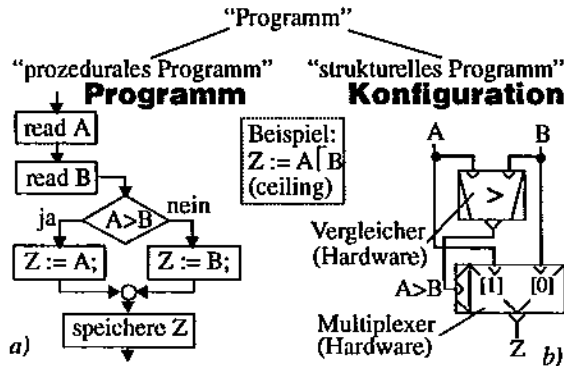 “Programm”
“prozedurales Programm”
Programm
read A
read B
A>B
ja
nein
Z := A;
Z := B;
speichere Z
a)
Beispiel:
Z := A⌈B
(ceiling)
“strukturelles Programm”
Konfiguration
A
B
>
Vergleicher
(Hardware)
A>B
[1]
[0]
Multiplexer
(Hardware)
Z
b)